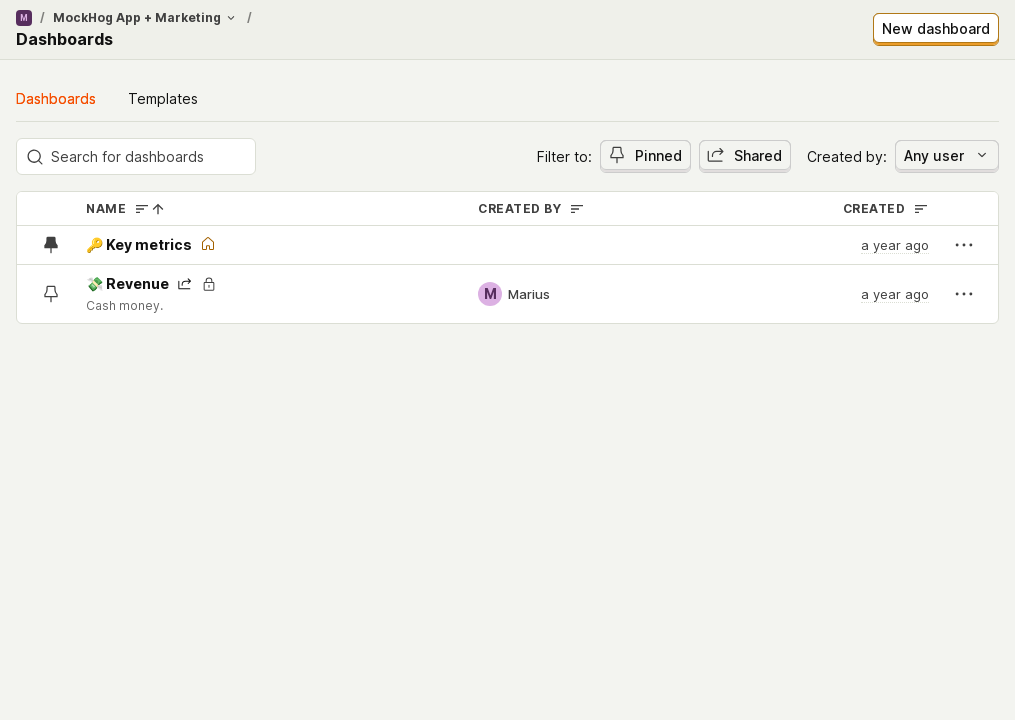 M / MockHog App + Marketing /
Dashboards
New dashboard
Dashboards Templates
Search for dashboards
Filter to: Pinned Shared Created by: Any user
NAME CREATED BY CREATED
🔑 Key metrics a year ago
💸 Revenue
Cash money.
M Marius a year ago